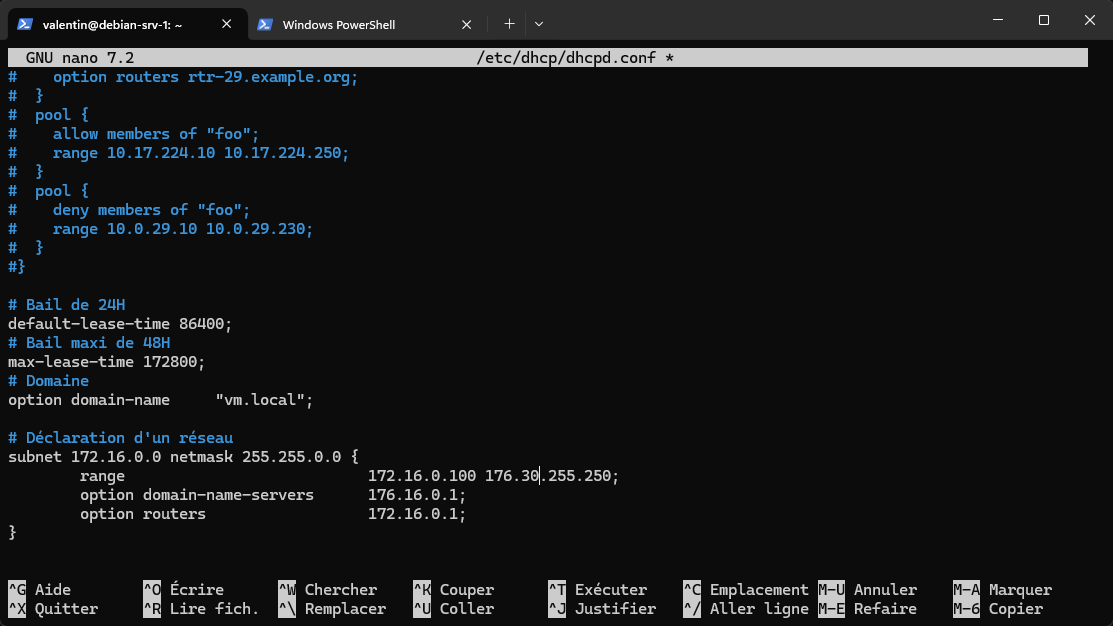 valentin@debian-srv-1: ~
Windows PowerShell
GNU nano 7.2 /etc/dhcp/dhcpd.conf *
#    option routers rtr-29.example.org;
#  }
#  pool {
#    allow members of "foo";
#    range 10.17.224.10 10.17.224.250;
#  }
#  pool {
#    deny members of "foo";
#    range 10.0.29.10 10.0.29.230;
#  }
#}
# Bail de 24H
default-lease-time 86400;
# Bail maxi de 48H
max-lease-time 172800;
# Domaine
option domain-name     "vm.local";
# Déclaration d'un réseau
subnet 172.16.0.0 netmask 255.255.0.0 {
        range                           172.16.0.100 176.30.255.250;
        option domain-name-servers      176.16.0.1;
        option routers                  172.16.0.1;
}
^G Aide ^O Écrire ^W Chercher ^K Couper ^T Exécuter ^C Emplacement M-U Annuler M-A Marquer
^X Quitter ^R Lire fich. ^\ Remplacer ^U Coller ^J Justifier ^/ Aller ligne M-E Refaire M-6 Copier